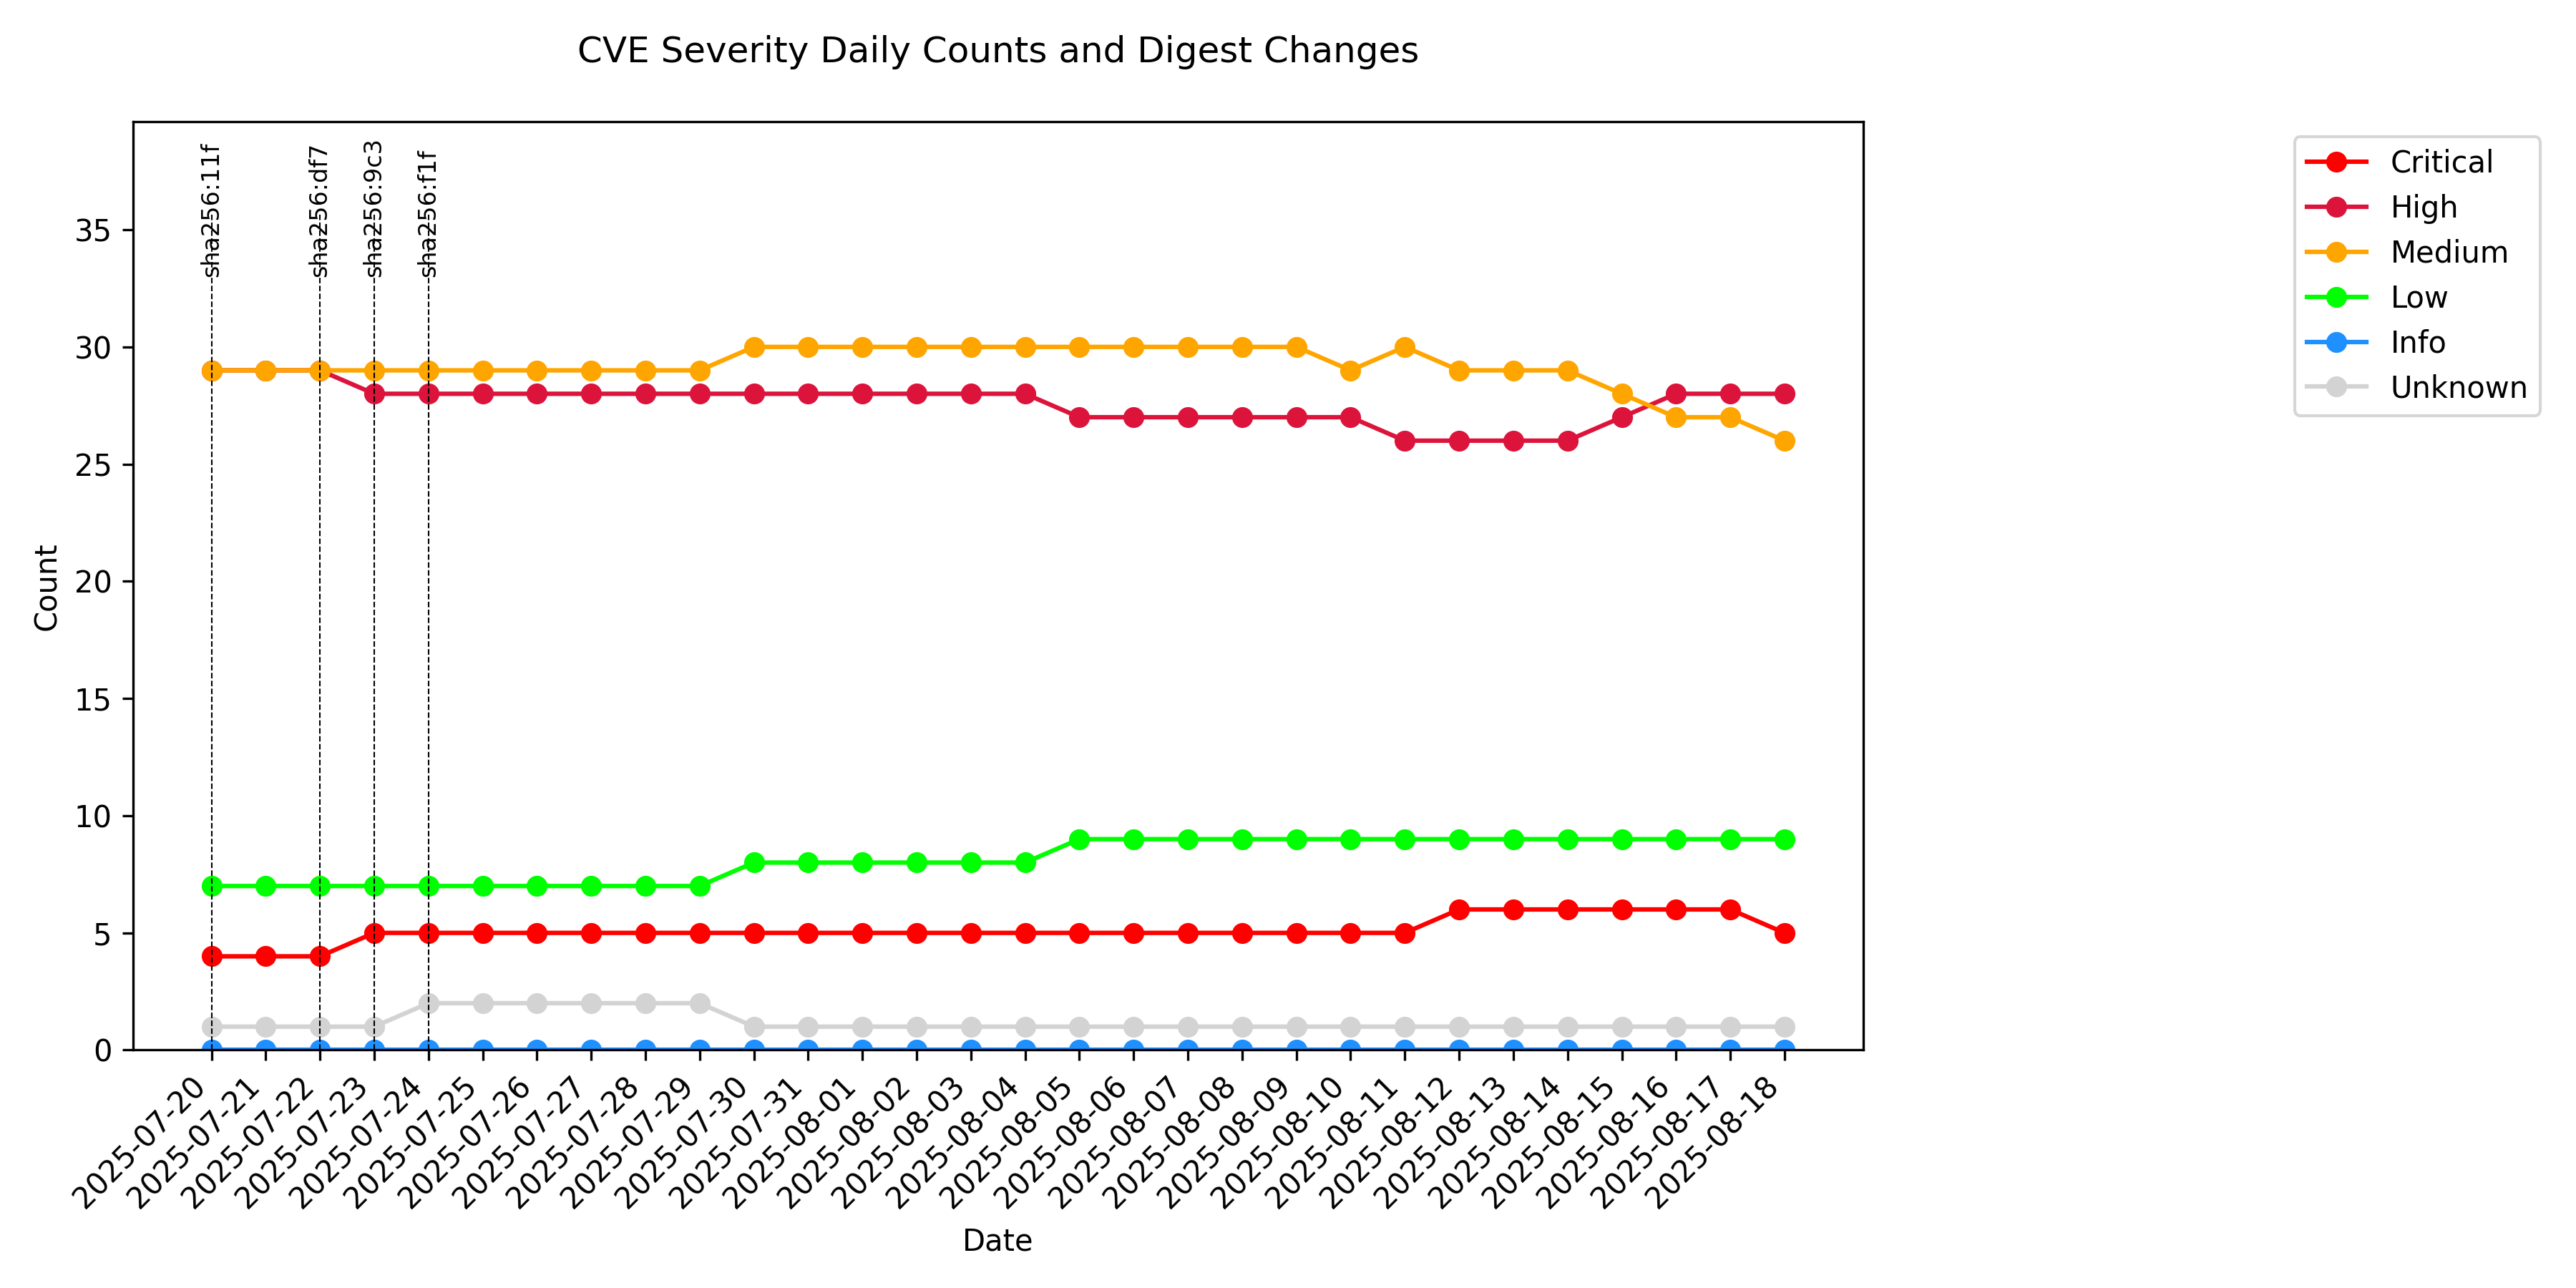 CVE Severity Daily Counts and Digest Changes
sha256:11f
sha256:df7
sha256:9c3
sha256:f1f
Critical
High
Medium
Low
Info
Unknown
35
30
25
20
15
10
5
0
Count
2025-07-20
2025-07-21
2025-07-22
2025-07-23
2025-07-24
2025-07-25
2025-07-26
2025-07-27
2025-07-28
2025-07-29
2025-07-30
2025-07-31
2025-08-01
2025-08-02
2025-08-03
2025-08-04
2025-08-05
2025-08-06
2025-08-07
2025-08-08
2025-08-09
2025-08-10
2025-08-11
2025-08-12
2025-08-13
2025-08-14
2025-08-15
2025-08-16
2025-08-17
2025-08-18
Date